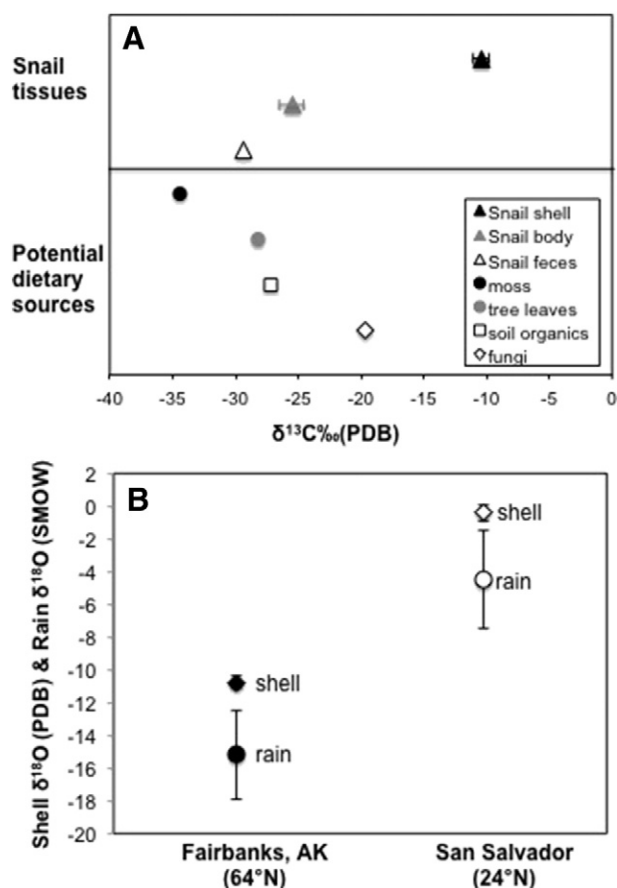 A
Snail
tissues
Potential
dietary
sources
Snail shell
Snail body
Snail feces
moss
tree leaves
soil organics
fungi
-40 -35 -30 -25 -20 -15 -10 -5 0
δ¹³C‰(PDB)
B
Shell δ¹⁸O (PDB) & Rain δ¹⁸O (SMOW)
2
0
-2
-4
-6
-8
-10
-12
-14
-16
-18
-20
shell
rain
shell
rain
Fairbanks, AK
(64°N)
San Salvador
(24°N)